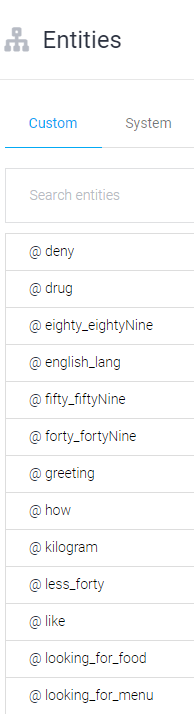 Entities
Custom System
Search entities
@ deny
@ drug
@ eighty_eightyNine
@ english_lang
@ fifty_fiftyNine
@ forty_fortyNine
@ greeting
@ how
@ kilogram
@ less_forty
@ like
@ looking_for_food
@ looking_for_menu